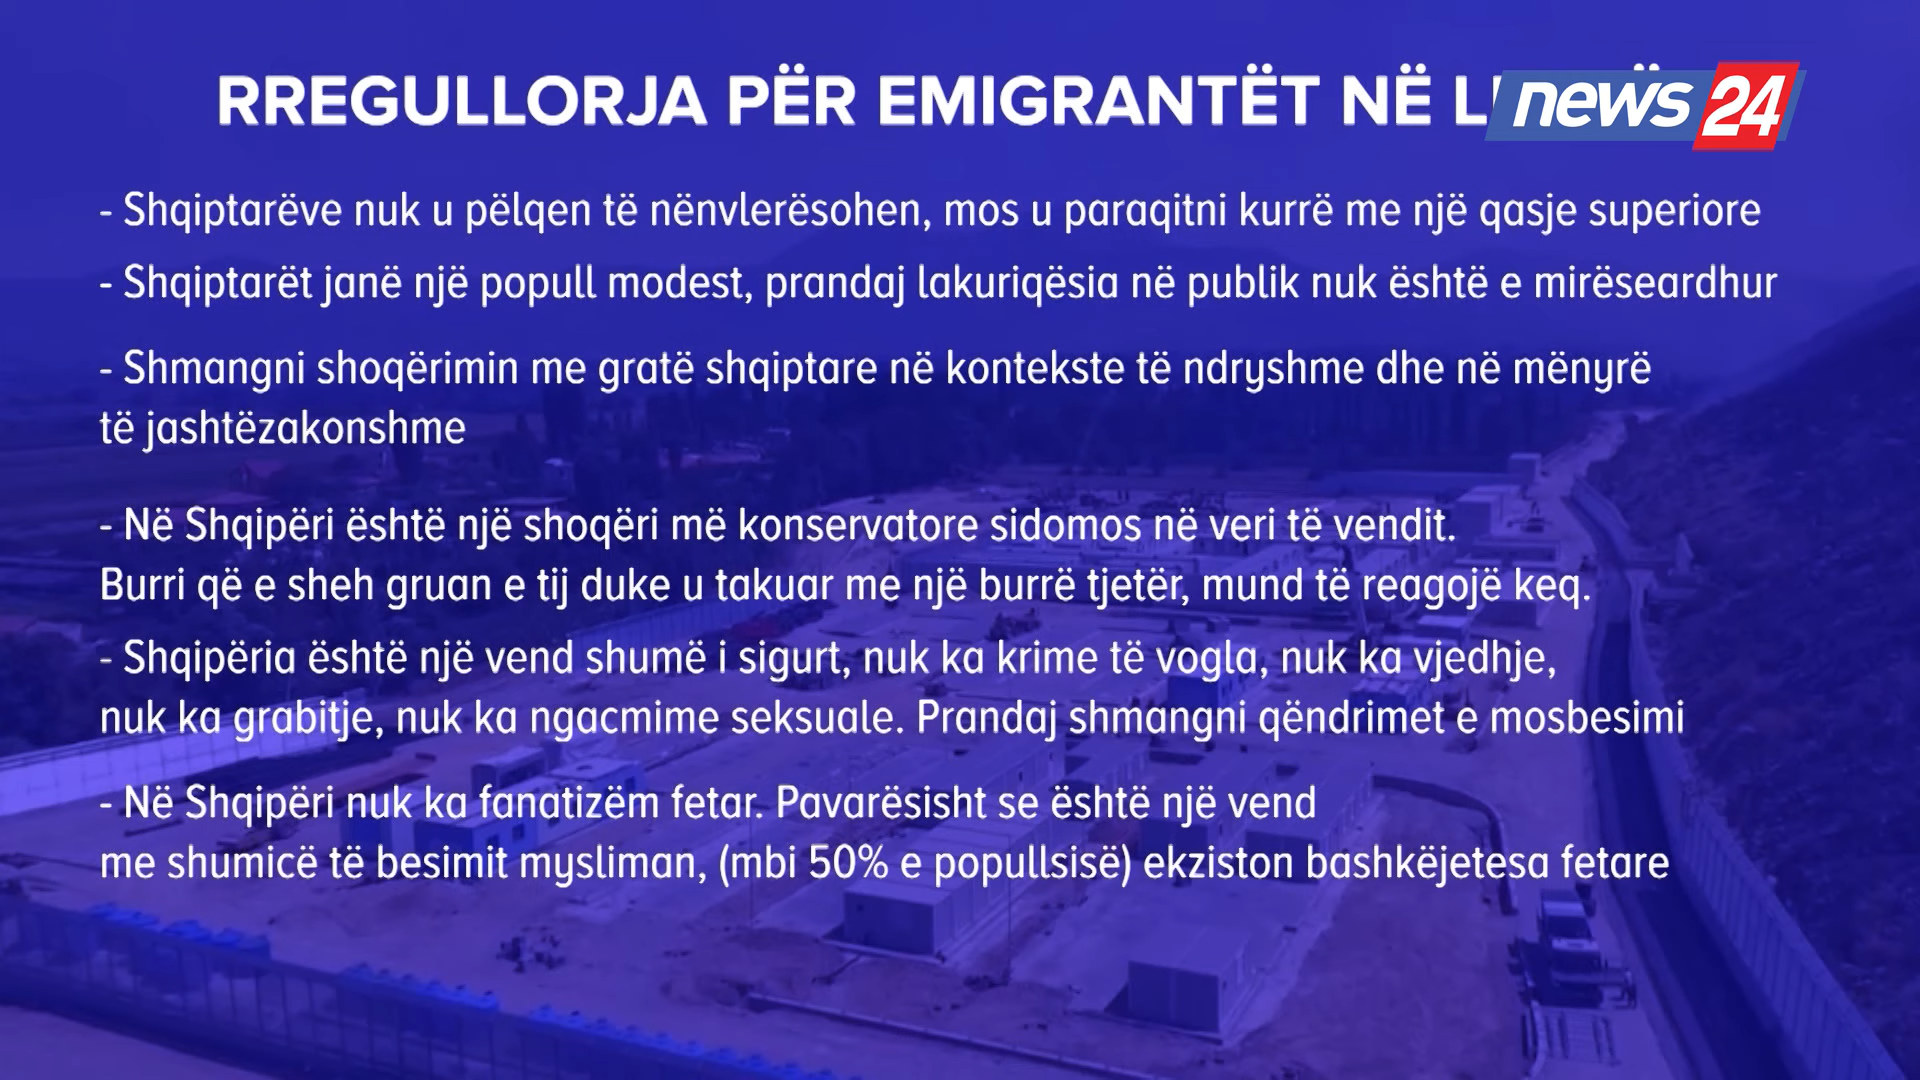 RREGULLORJA PËR EMIGRANTËT NË
news 24
- Shqiptarëve nuk u pëlqen të nënvlerësohen, mos u paraqitni kurrë me një qasje superiore
- Shqiptarët janë një popull modest, prandaj lakuriqësia në publik nuk është e mirëseardhur
- Shmangni shoqërimin me gratë shqiptare në kontekste të ndryshme dhe në mënyrë
të jashtëzakonshme
- Në Shqipëri është një shoqëri më konservatore sidomos në veri të vendit.
Burri që e sheh gruan e tij duke u takuar me një burrë tjetër, mund të reagojë keq.
- Shqipëria është një vend shumë i sigurt, nuk ka krime të vogla, nuk ka vjedhje,
nuk ka grabitje, nuk ka ngacmime seksuale. Prandaj shmangni qëndrimet e mosbesimi
- Në Shqipëri nuk ka fanatizëm fetar. Pavarësisht se është një vend
me shumicë të besimit mysliman, (mbi 50% e popullsisë) ekziston bashkëjetesa fetare